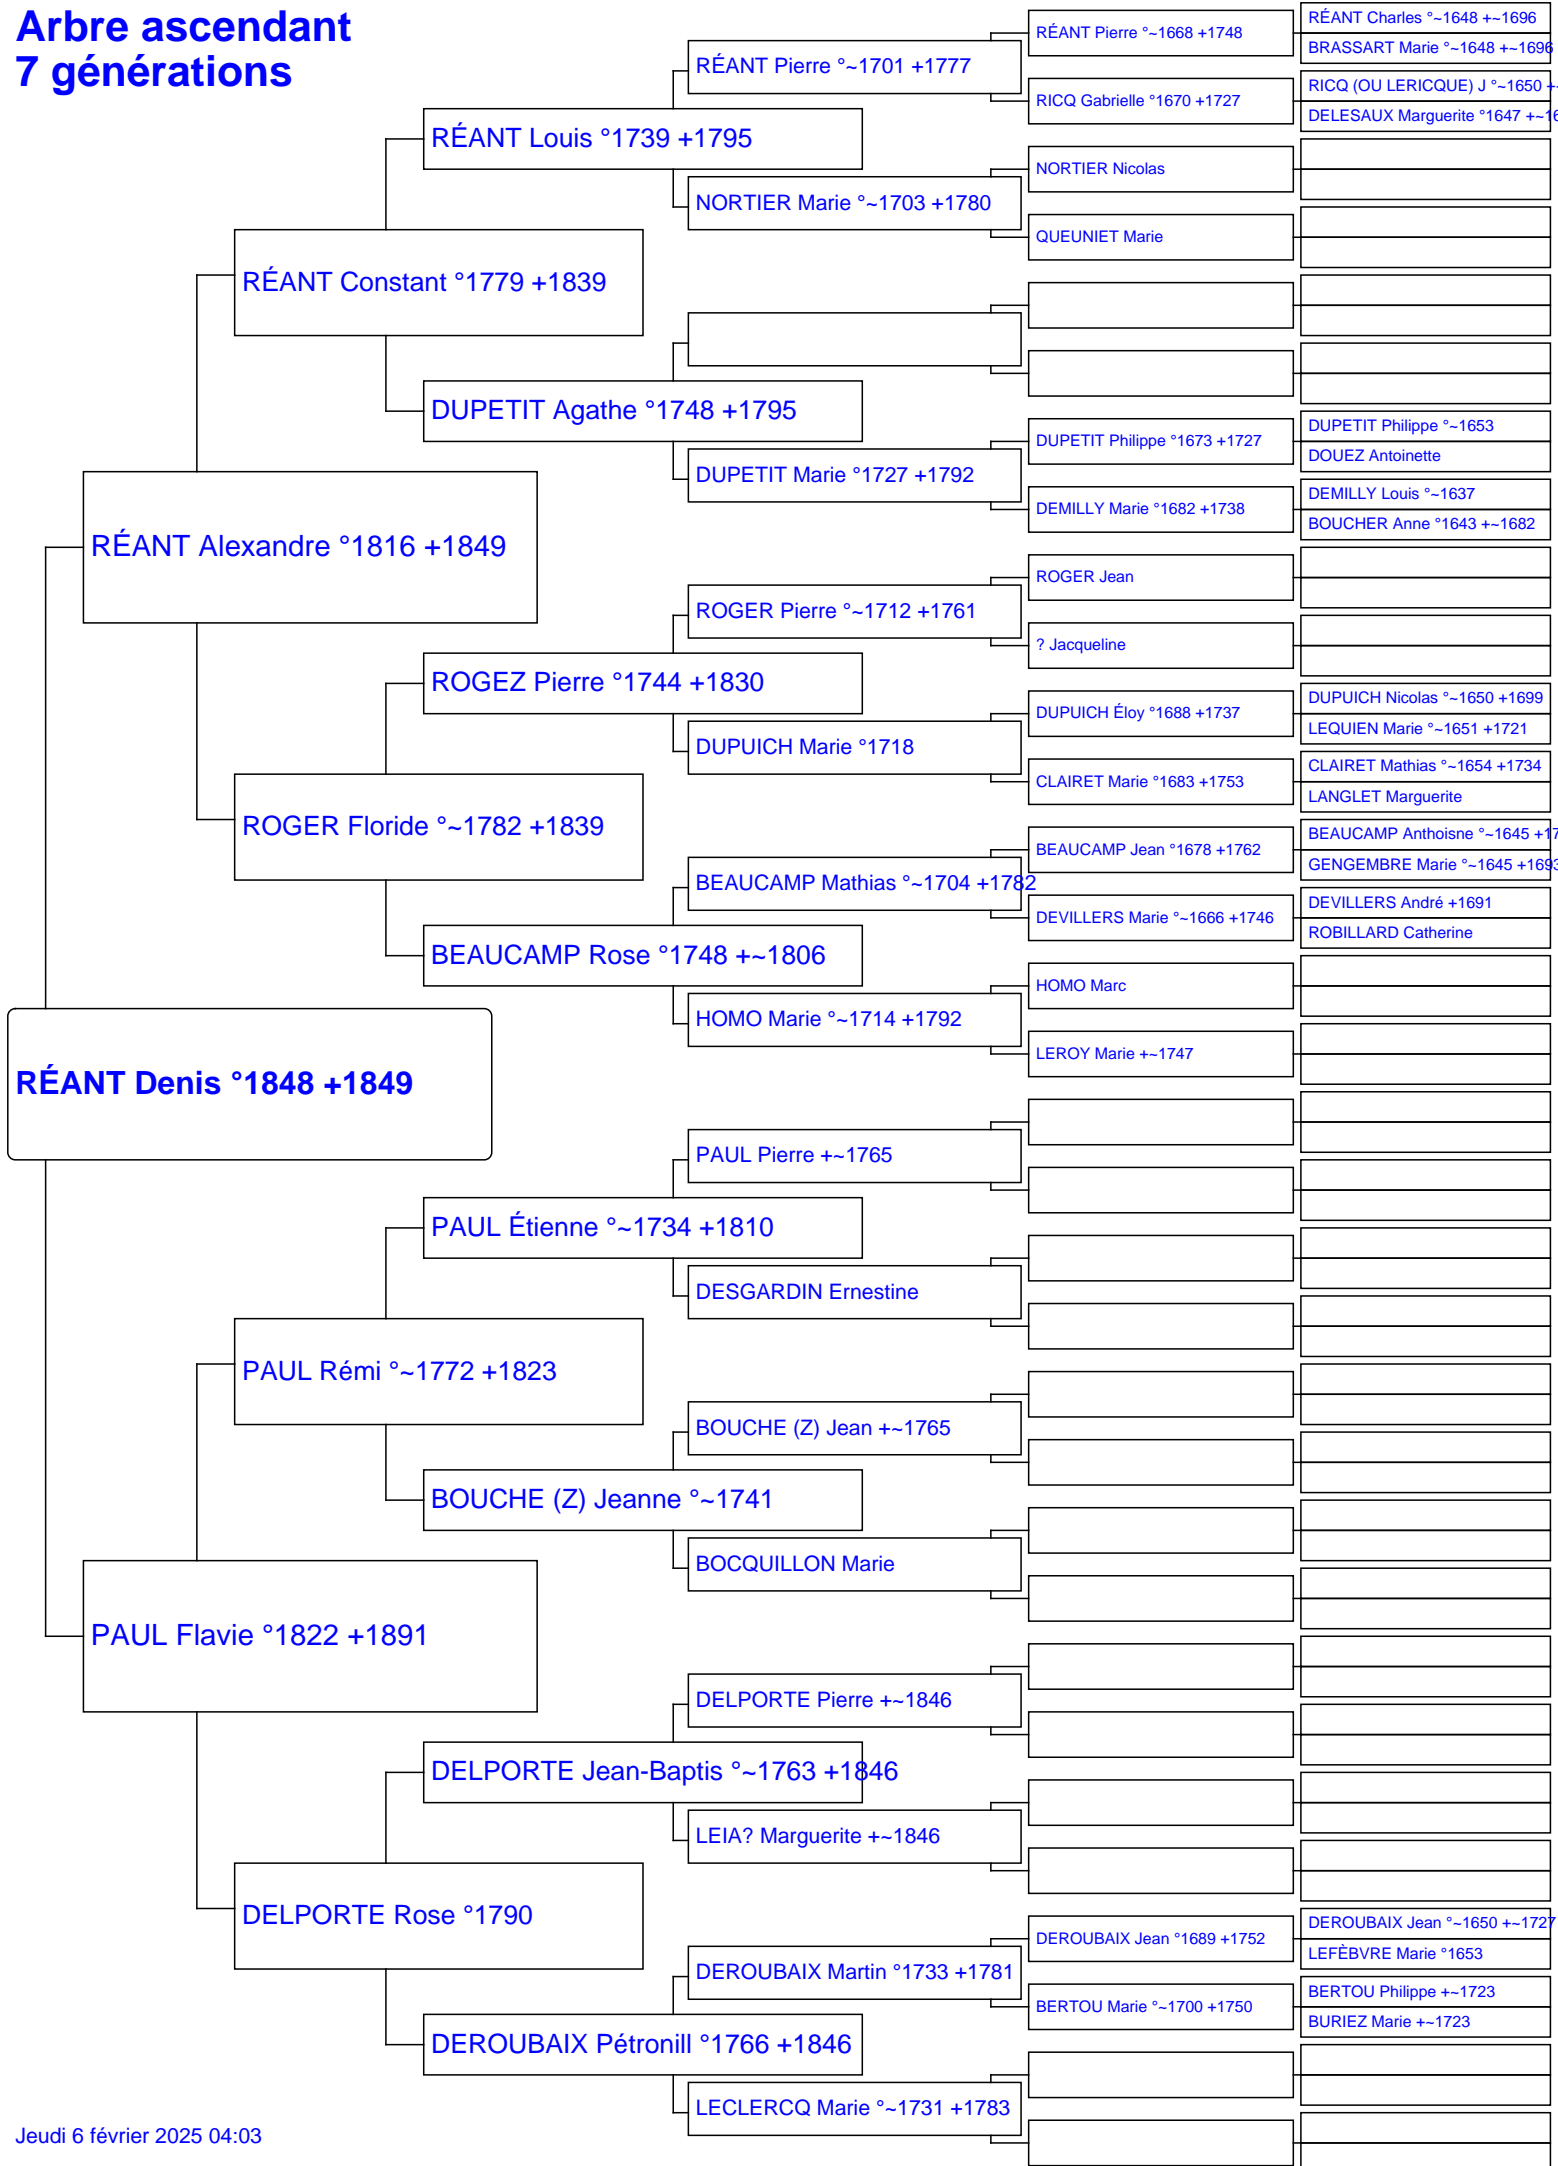 Arbre ascendant
7 générations
RÉANT Denis °1848 +1849
RÉANT Alexandre °1816 +1849
PAUL Flavie °1822 +1891
RÉANT Constant °1779 +1839
ROGER Floride °~1782 +1839
PAUL Rémi °~1772 +1823
DELPORTE Rose °1790
RÉANT Louis °1739 +1795
DUPETIT Agathe °1748 +1795
ROGEZ Pierre °1744 +1830
BEAUCAMP Rose °1748 +~1806
PAUL Étienne °~1734 +1810
BOUCHE (Z) Jeanne °~1741
DELPORTE Jean-Baptis °~1763 +1846
DEROUBAIX Pétronill °1766 +1846
RÉANT Pierre °~1701 +1777
NORTIER Marie °~1703 +1780
DUPETIT Marie °1727 +1792
ROGER Pierre °~1712 +1761
DUPUICH Marie °1718
BEAUCAMP Mathias °~1704 +1782
HOMO Marie °~1714 +1792
PAUL Pierre +~1765
DESGARDIN Ernestine
BOUCHE (Z) Jean +~1765
BOCQUILLON Marie
DELPORTE Pierre +~1846
LEIA? Marguerite +~1846
DEROUBAIX Martin °1733 +1781
LECLERCQ Marie °~1731 +1783
RÉANT Pierre °~1668 +1748
RICQ Gabrielle °1670 +1727
NORTIER Nicolas
QUEUNIET Marie
DUPETIT Philippe °1673 +1727
DEMILLY Marie °1682 +1738
ROGER Jean
? Jacqueline
DUPUICH Éloy °1688 +1737
CLAIRET Marie °1683 +1753
BEAUCAMP Jean °1678 +1762
DEVILLERS Marie °~1666 +1746
HOMO Marc
LEROY Marie +~1747
DEROUBAIX Jean °1689 +1752
BERTOU Marie °~1700 +1750
RÉANT Charles °~1648 +~1696
BRASSART Marie °~1648 +~1696
RICQ (OU LERICQUE) J °~1650
DELESAUX Marguerite °1647
DUPETIT Philippe °~1653
DOUEZ Antoinette
DEMILLY Louis °~1637
BOUCHER Anne °1643 +~1682
DUPUICH Nicolas °~1650 +1699
LEQUIEN Marie °~1651 +1721
CLAIRET Mathias °~1654 +1734
LANGLET Marguerite
BEAUCAMP Anthoisne °~1645
GENGEMBRE Marie °~1645 +1693
DEVILLERS André +1691
ROBILLARD Catherine
DEROUBAIX Jean °~1650 +~1727
LEFÈBVRE Marie °1653
BERTOU Philippe +~1723
BURIEZ Marie +~1723
Jeudi 6 février 2025 04:03